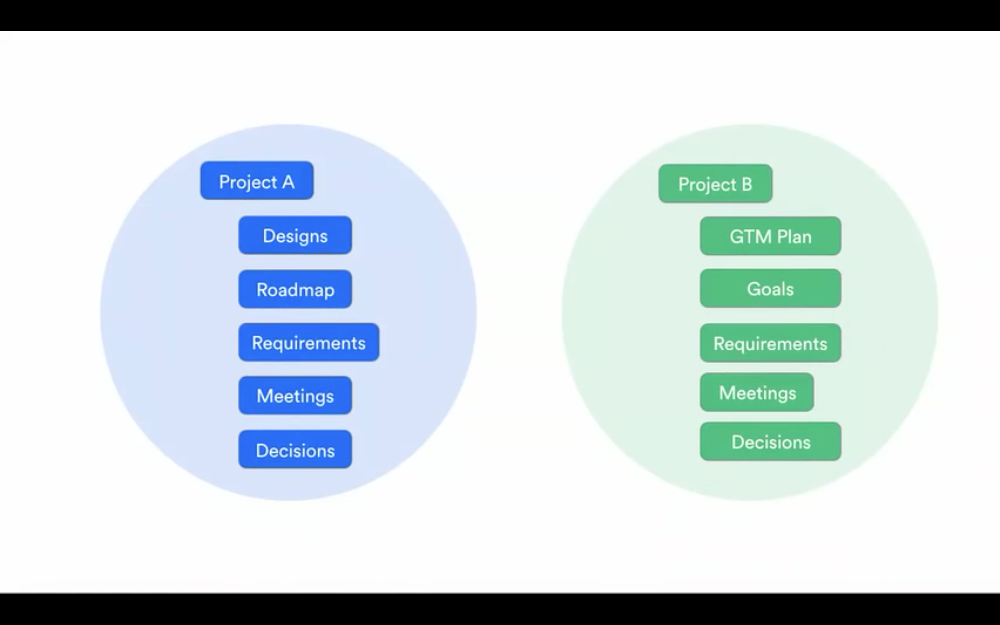 Project A
Designs
Roadmap
Requirements
Meetings
Decisions
Project B
GTM Plan
Goals
Requirements
Meetings
Decisions